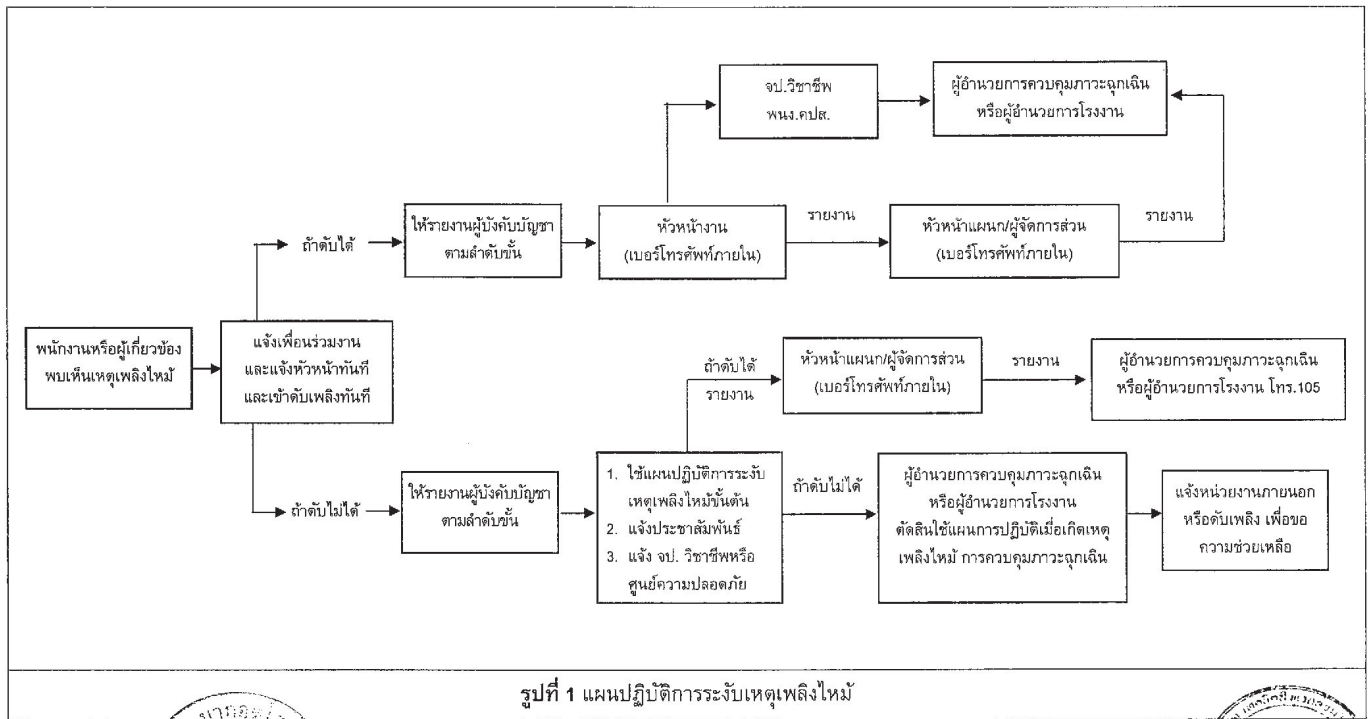 จป.วิชาชีพ
พนง.คปส.
ผู้อำนวยการควบคุมภาวะฉุกเฉิน
หรือผู้อำนวยการโรงงาน
ถ้าดับได้
ให้รายงานผู้บังคับบัญชา
ตามลำดับขั้น
หัวหน้างาน
(เบอร์โทรศัพท์ภายใน)
รายงาน
หัวหน้าแผนก/ผู้จัดการส่วน
(เบอร์โทรศัพท์ภายใน)
รายงาน
พนักงานหรือผู้เกี่ยวข้อง
พบเห็นเหตุเพลิงไหม้
แจ้งเพื่อนร่วมงาน
และแจ้งหัวหน้าทันที
และเข้าดับเพลิงทันที
ถ้าดับได้
รายงาน
หัวหน้าแผนก/ผู้จัดการส่วน
(เบอร์โทรศัพท์ภายใน)
รายงาน
ผู้อำนวยการควบคุมภาวะฉุกเฉิน
หรือผู้อำนวยการโรงงาน โทร.105
ถ้าดับไม่ได้
ให้รายงานผู้บังคับบัญชา
ตามลำดับขั้น
1. ใช้แผนปฏิบัติการระงับ
เหตุเพลิงไหม้ขั้นต้น
2. แจ้งประชาสัมพันธ์
3. แจ้ง จป. วิชาชีพหรือ
ศูนย์ความปลอดภัย
ถ้าดับไม่ได้
ผู้อำนวยการควบคุมภาวะฉุกเฉิน
หรือผู้อำนวยการโรงงาน
ตัดสินใช้แผนการปฏิบัติเมื่อเกิดเหตุ
เพลิงไหม้ การควบคุมภาวะฉุกเฉิน
แจ้งหน่วยงานภายนอก
หรือดับเพลิง เพื่อขอ
ความช่วยเหลือ
รูปที่ 1 แผนปฏิบัติการระงับเหตุเพลิงไหม้